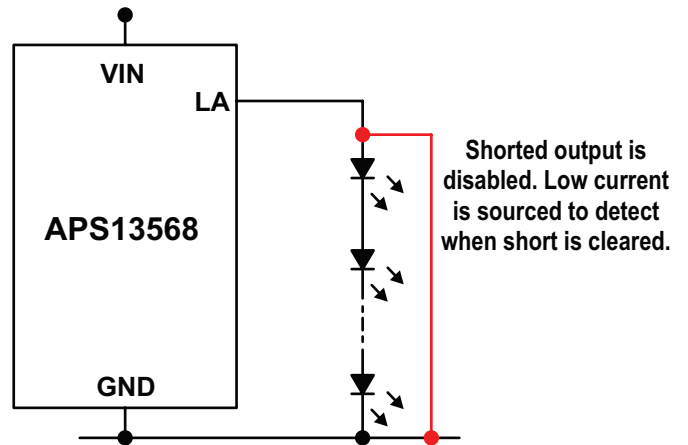 VIN
LA
APS13568
GND
Shorted output is
disabled. Low current
is sourced to detect
when short is cleared.